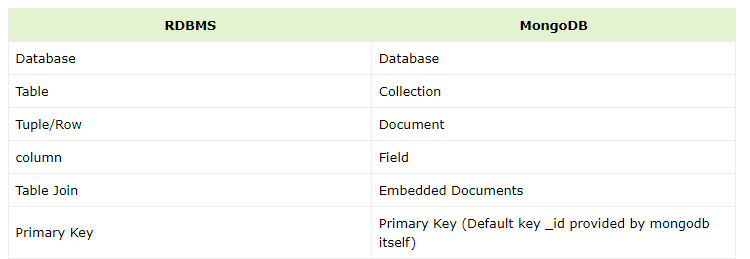 RDBMS MongoDB
Database Database
Table Collection
Tuple/Row Document
column Field
Table Join Embedded Documents
Primary Key Primary Key (Default key _id provided by mongodb
itself)